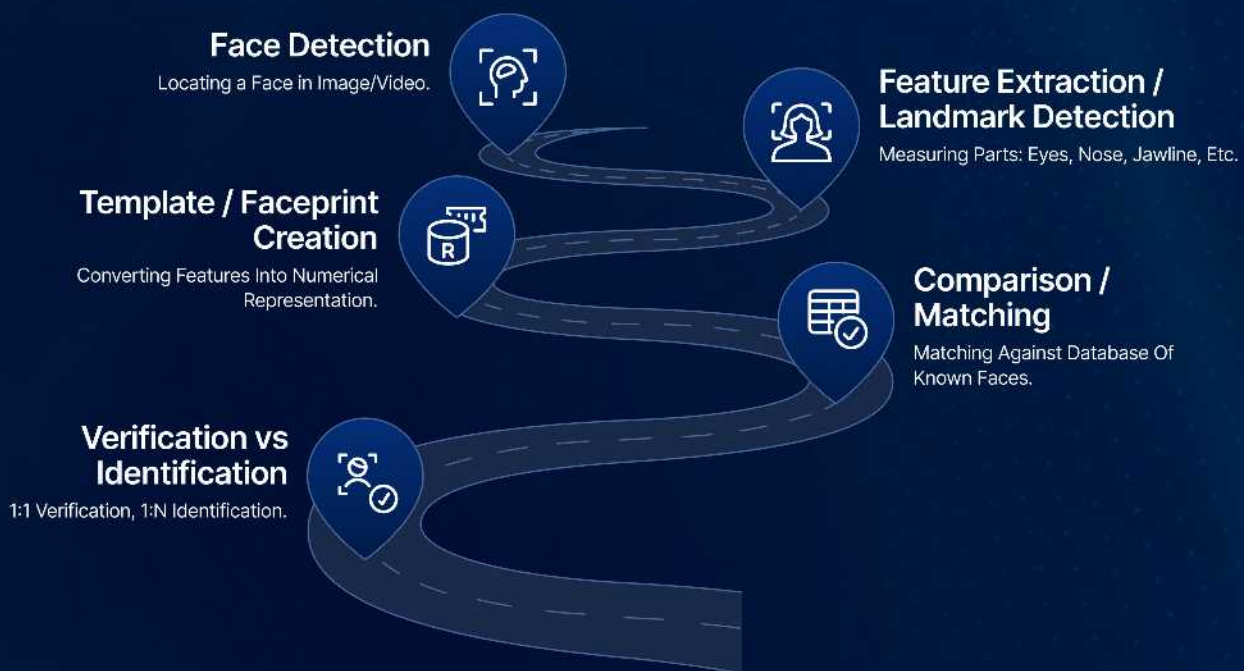 Face Detection
Locating a Face in Image/Video.
Feature Extraction /
Landmark Detection
Measuring Parts: Eyes, Nose, Jawline, Etc.
Template / Faceprint
Creation
Converting Features Into Numerical
Representation.
R
Comparison /
Matching
Matching Against Database Of
Known Faces.
Verification vs
Identification
1:1 Verification, 1:N Identification.